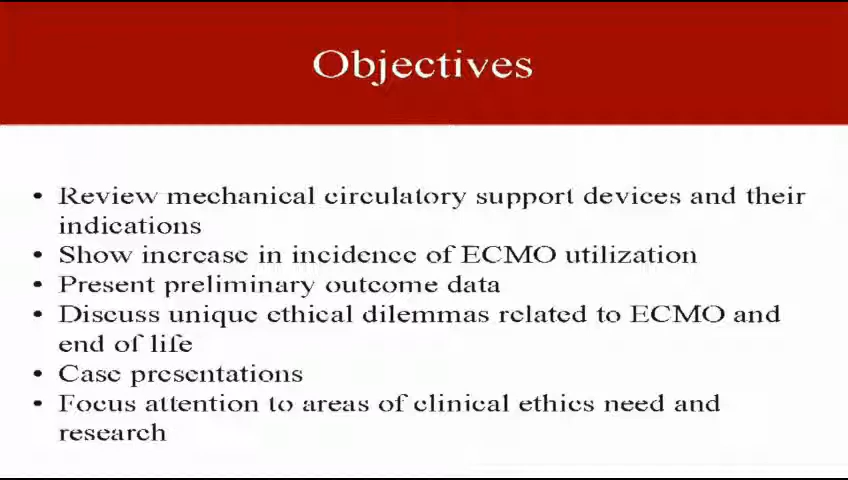 Objectives
• Review mechanical circulatory support devices and their
indications
• Show increase in incidence of ECMO utilization
• Present preliminary outcome data
• Discuss unique ethical dilemmas related to ECMO and
end of life
• Case presentations
• Focus attention to areas of clinical ethics need and
research